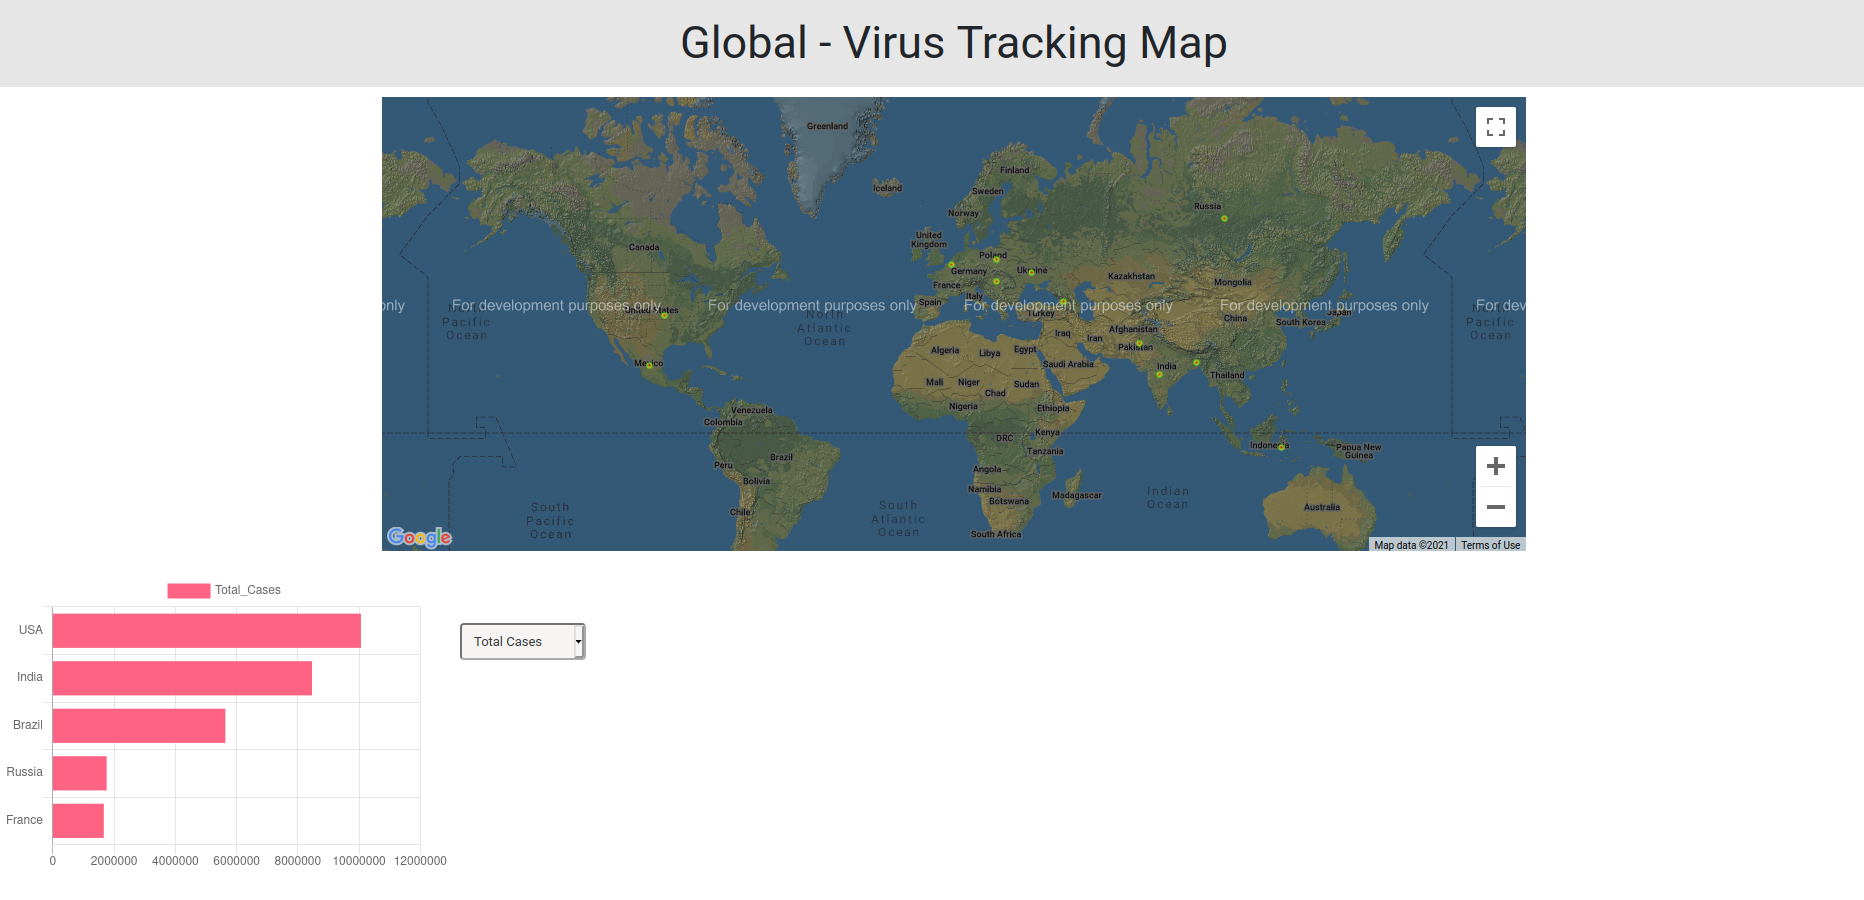 Global - Virus Tracking Map
Greenland
Finland
Iceland
Sweden
Russia
Norway
United
Kingdom
Canada
Poland
Germany
Ukraine
Kazakhstan
France
Mongolia
Italy
Spain
only
For development purposes only
For development purposes only
For development purposes only
For development purposes only
For dev
United States
Turkey
Japan
South Korea
China
North
Pacific
Ocean
North
Atlantic
Ocean
Pacific
Ocean
Afghanistan
Iraq
Iran
Pakistan
Algeria
Libya
Egypt
Saudi Arabia
Mexico
India
Thailand
Mali
Niger
Sudan
Chad
Nigeria
Ethiopia
Venezuela
Colombia
DRC
Kenya
Indonesia
Papua New
Guinea
Tanzania
Brazil
Peru
Angola
Bolivia
Namibia
Botswana
Madagascar
Indian
Ocean
Chile
South
Pacific
Ocean
South
Atlantic
Ocean
Australia
South Africa
Google
Map data ©2021
Terms of Use
Total_Cases
USA
India
Brazil
Russia
France
0 2000000 4000000 6000000 8000000 10000000 12000000
Total Cases